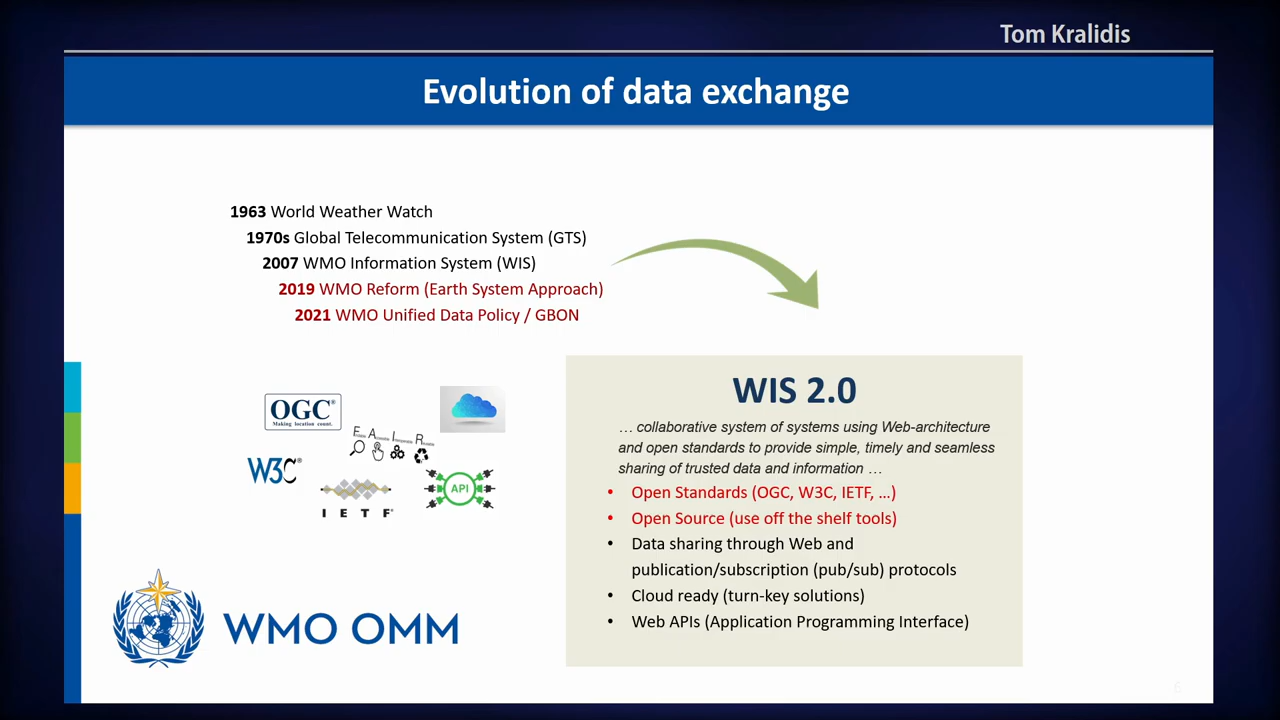 Tom Kralidis
Evolution of data exchange
1963 World Weather Watch
1970s Global Telecommunication System (GTS)
2007 WMO Information System (WIS)
2019 WMO Reform (Earth System Approach)
2021 WMO Unified Data Policy / GBON
OGC®
Making location count.
F A I R
W3C®
I E T F®
API
WMO OMM
WIS 2.0
… collaborative system of systems using Web-architecture
and open standards to provide simple, timely and seamless
sharing of trusted data and information …
• Open Standards (OGC, W3C, IETF, …)
• Open Source (use off the shelf tools)
• Data sharing through Web and
publication/subscription (pub/sub) protocols
• Cloud ready (turn-key solutions)
• Web APIs (Application Programming Interface)